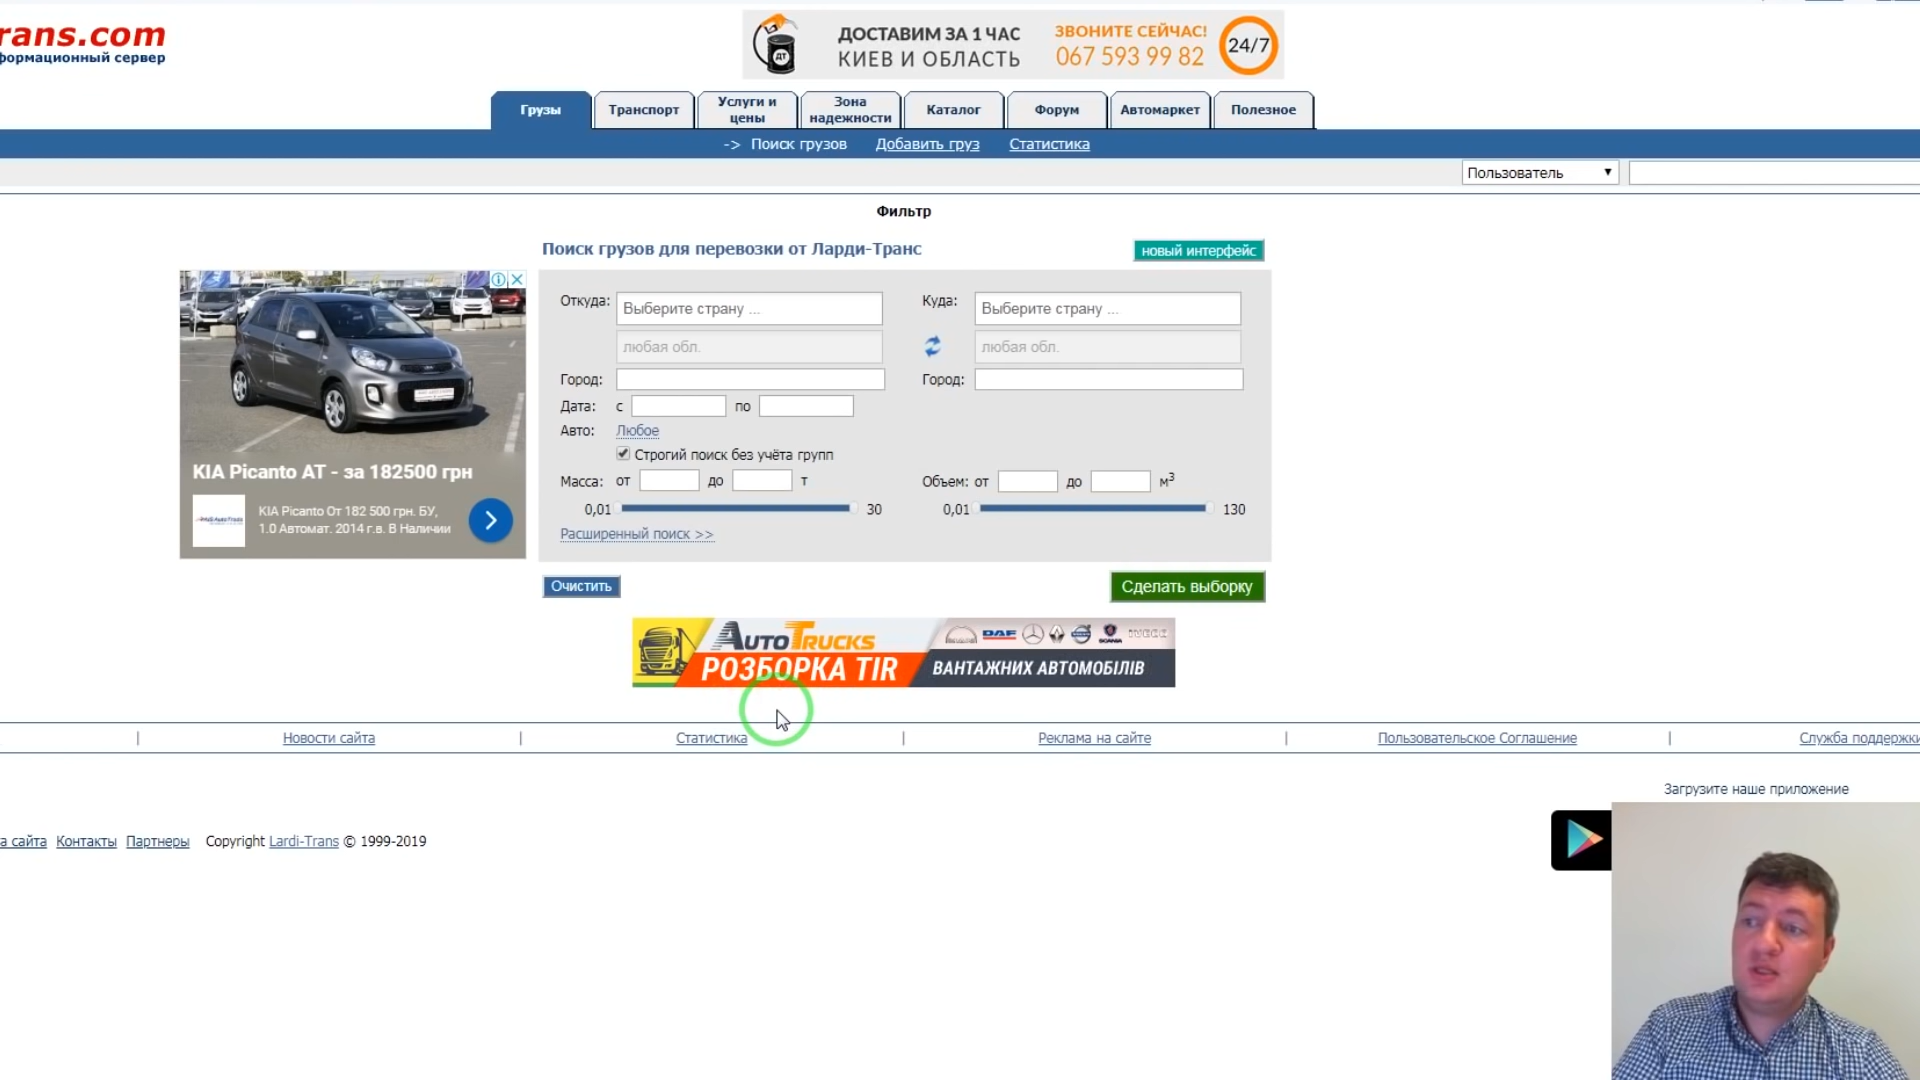 rans.com
формационный сервер
ДОСТАВИМ ЗА 1 ЧАС
КИЕВ И ОБЛАСТЬ
ЗВОНИТЕ СЕЙЧАС!
067 593 99 82
24/7
ДТ
Грузы
Транспорт
Услуги и
цены
Зона
надежности
Каталог
Форум
Автомаркет
Полезное
-> Поиск грузов Добавить груз Статистика
Пользователь
Фильтр
Поиск грузов для перевозки от Ларди-Транс
новый интерфейс
KIA Picanto AT - за 182500 грн
KIA Picanto От 182 500 грн. БУ,
1.0 Автомат. 2014 г.в. В Наличии
Откуда: Выберите страну ... Куда: Выберите страну ...
любая обл. любая обл.
Город: Город:
Дата: с по
Авто: Любое
Строгий поиск без учёта групп
Масса: от до т Объем: от до м³
0,01 30 0,01 130
Расширенный поиск >>
Очистить
Сделать выборку
AUTOTRUCKS
РОЗБОРКА TIR
DAF
SCANIA IVECO
ВАНТАЖНИХ АВТОМОБІЛІВ
| Новости сайта | Статистика | Реклама на сайте | Пользовательское Соглашение | Служба поддержки
Загрузите наше приложение
а сайта Контакты Партнеры Copyright Lardi-Trans © 1999-2019